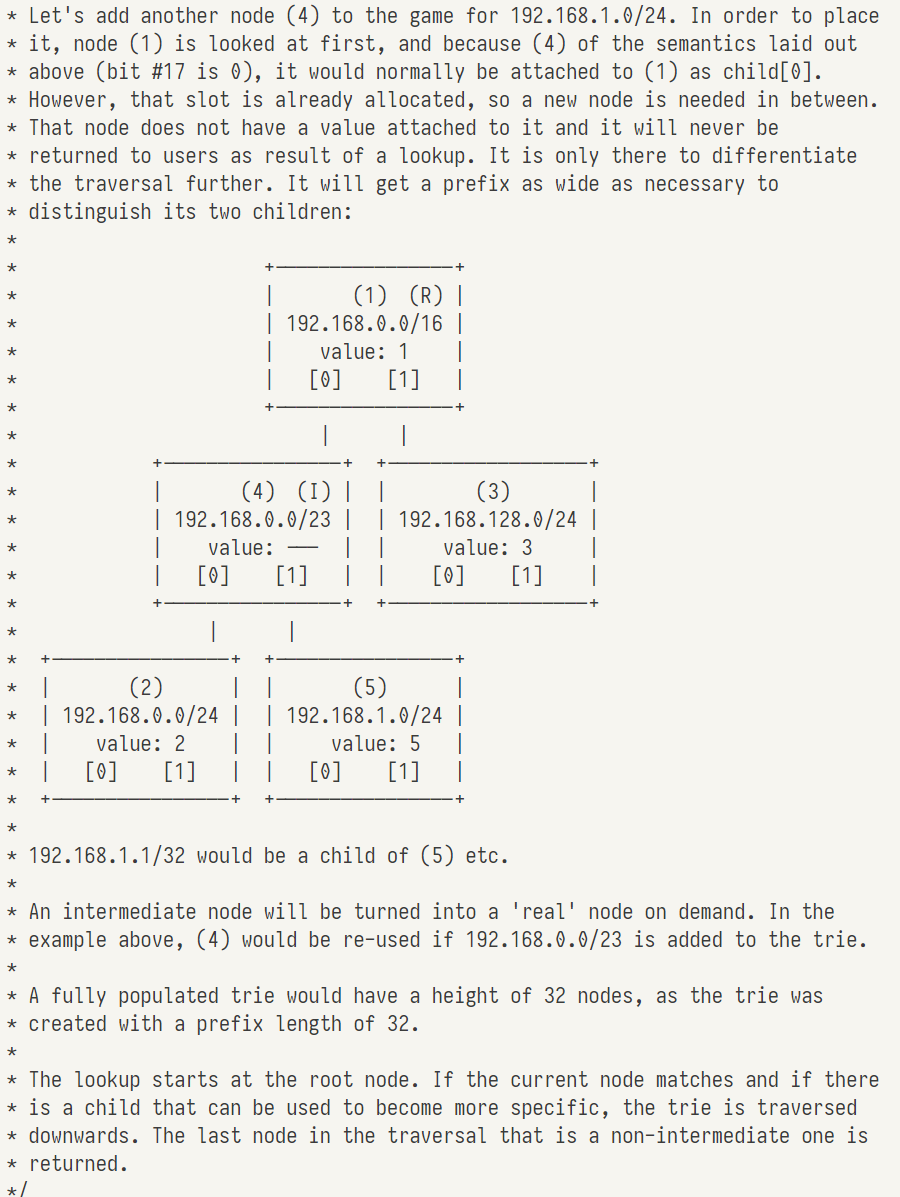 * Let's add another node (4) to the game for 192.168.1.0/24. In order to place
* it, node (1) is looked at first, and because (4) of the semantics laid out
* above (bit #17 is 0), it would normally be attached to (1) as child[0].
* However, that slot is already allocated, so a new node is needed in between.
* That node does not have a value attached to it and it will never be
* returned to users as result of a lookup. It is only there to differentiate
* the traversal further. It will get a prefix as wide as necessary to
* distinguish its two children:
*
*                      +----------------+
*                      |       (1)  (R) |
*                      | 192.168.0.0/16 |
*                      |    value: 1    |
*                      |   [0]    [1]   |
*                      +----------------+
*                           |      |
*            +----------------+  +------------------+
*            |       (4)  (I) |  |        (3)       |
*            | 192.168.0.0/23 |  | 192.168.128.0/24 |
*            |    value: ---  |  |     value: 3     |
*            |   [0]    [1]   |  |    [0]    [1]    |
*            +----------------+  +------------------+
*                 |      |
*  +----------------+  +----------------+
*  |       (2)      |  |       (5)      |
*  | 192.168.0.0/24 |  | 192.168.1.0/24 |
*  |    value: 2    |  |     value: 5   |
*  |   [0]    [1]   |  |   [0]    [1]   |
*  +----------------+  +----------------+
*
* 192.168.1.1/32 would be a child of (5) etc.
*
* An intermediate node will be turned into a 'real' node on demand. In the
* example above, (4) would be re-used if 192.168.0.0/23 is added to the trie.
*
* A fully populated trie would have a height of 32 nodes, as the trie was
* created with a prefix length of 32.
*
* The lookup starts at the root node. If the current node matches and if there
* is a child that can be used to become more specific, the trie is traversed
* downwards. The last node in the traversal that is a non-intermediate one is
* returned.
*/